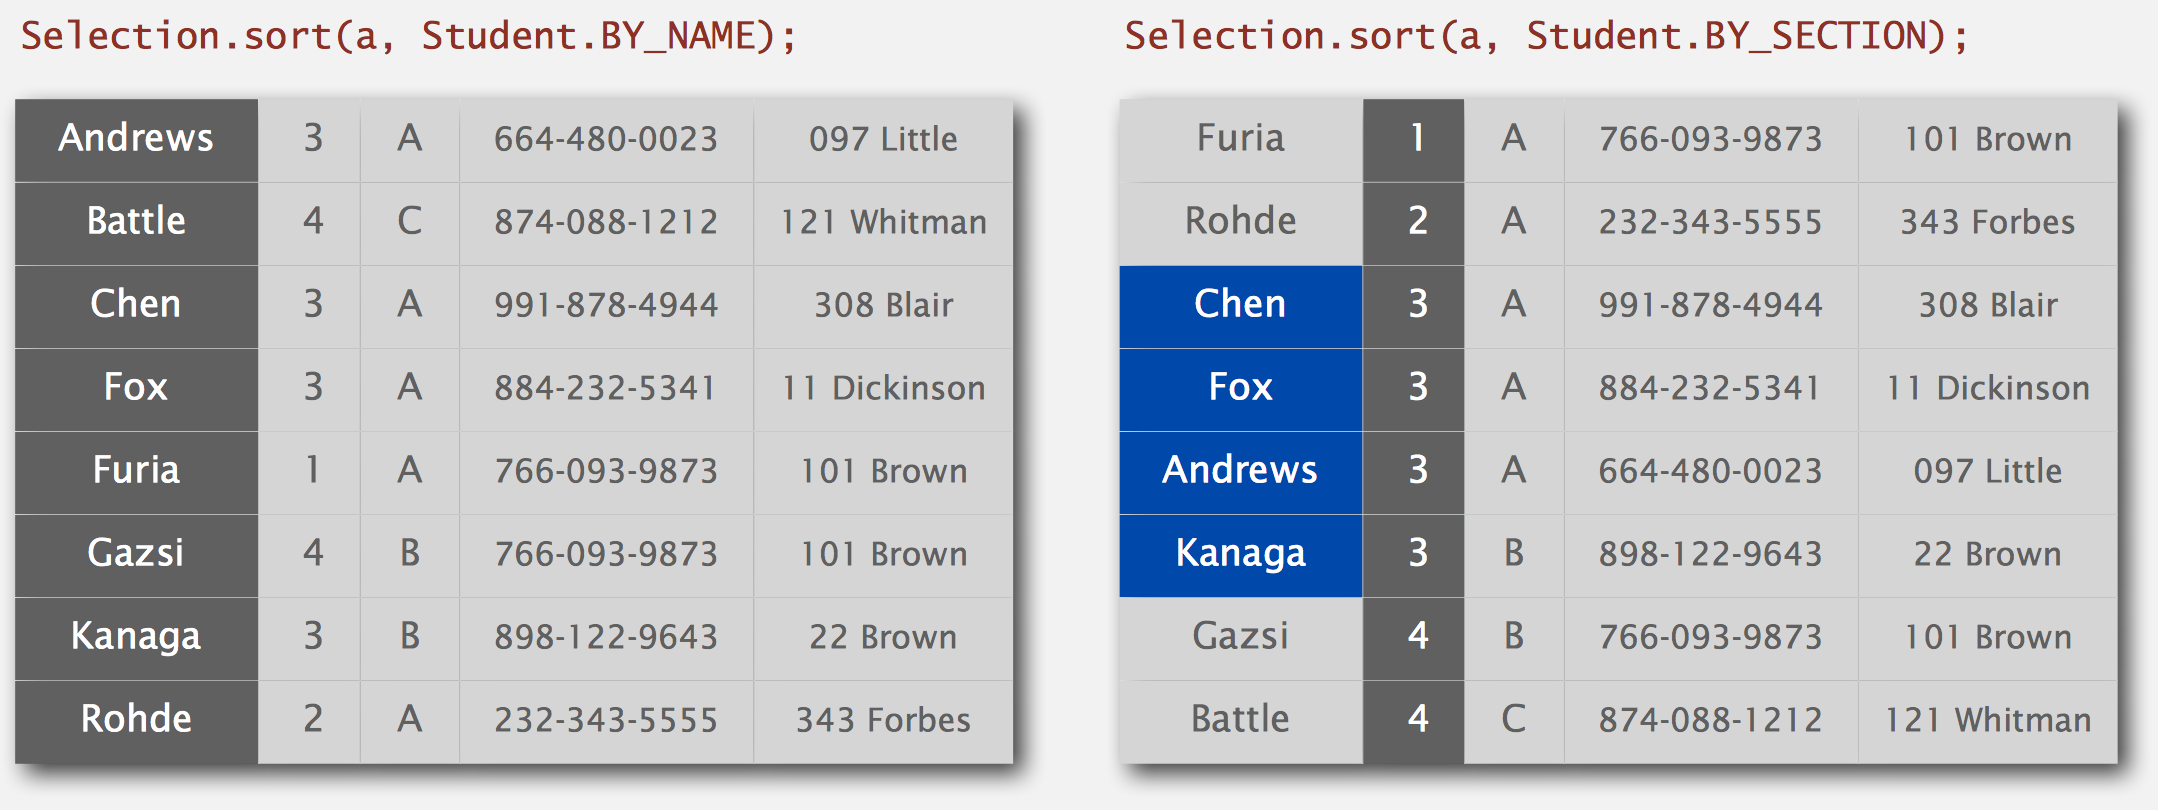 Selection.sort(a, Student.BY_NAME);
Andrews 3 A 664-480-0023 097 Little
Battle 4 C 874-088-1212 121 Whitman
Chen 3 A 991-878-4944 308 Blair
Fox 3 A 884-232-5341 11 Dickinson
Furia 1 A 766-093-9873 101 Brown
Gazsi 4 B 766-093-9873 101 Brown
Kanaga 3 B 898-122-9643 22 Brown
Rohde 2 A 232-343-5555 343 Forbes
Selection.sort(a, Student.BY_SECTION);
Furia 1 A 766-093-9873 101 Brown
Rohde 2 A 232-343-5555 343 Forbes
Chen 3 A 991-878-4944 308 Blair
Fox 3 A 884-232-5341 11 Dickinson
Andrews 3 A 664-480-0023 097 Little
Kanaga 3 B 898-122-9643 22 Brown
Gazsi 4 B 766-093-9873 101 Brown
Battle 4 C 874-088-1212 121 Whitman